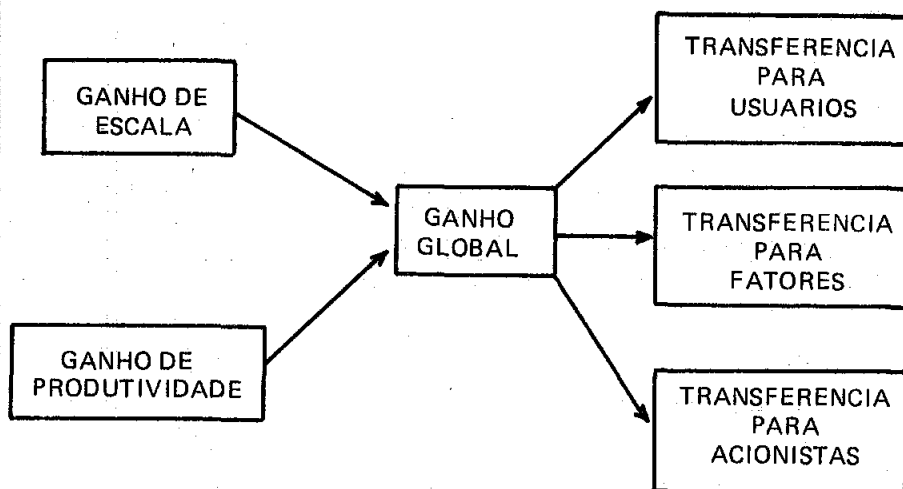 GANHO DE
ESCALA
GANHO DE
PRODUTIVIDADE
GANHO
GLOBAL
TRANSFERENCIA
PARA
USUARIOS
TRANSFERENCIA
PARA
FATORES
TRANSFERENCIA
PARA
ACIONISTAS